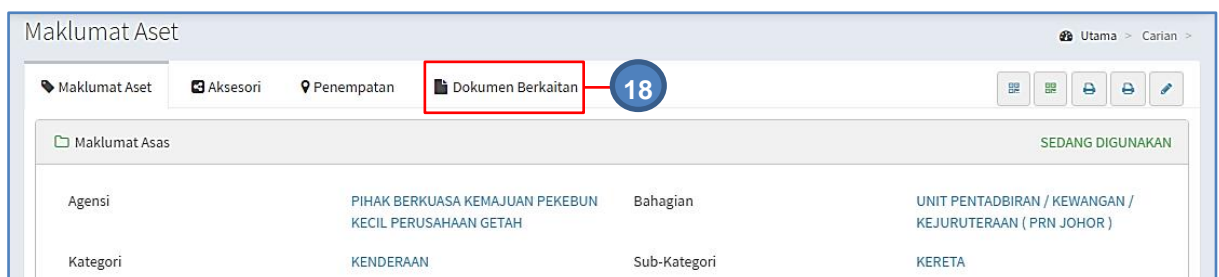 Maklumat Aset
Utama > Carian >
Maklumat Aset Aksesori Penempatan Dokumen Berkaitan 18
Maklumat Asas SEDANG DIGUNAKAN
Agensi PIHAK BERKUASA KEMAJUAN PEKEBUN Bahagian UNIT PENTADBIRAN / KEWANGAN /
KECIL PERUSAHAAN GETAH KEJURUTERAAN ( PRN JOHOR )
Kategori KENDERAAN Sub-Kategori KERETA